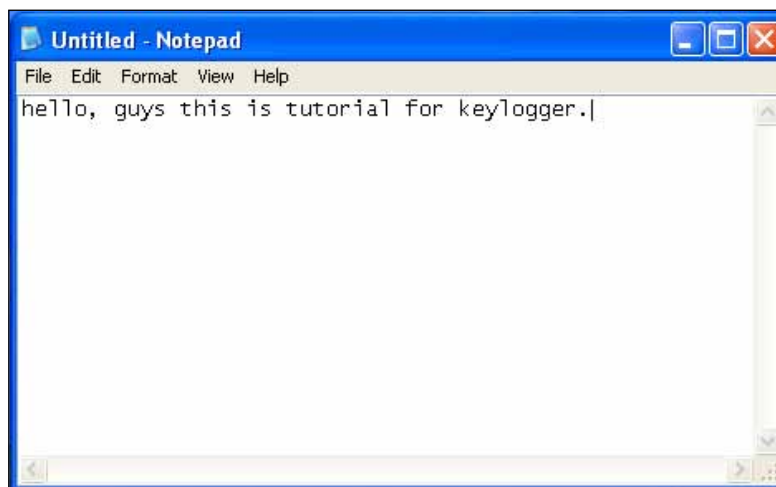 Untitled - Notepad
File Edit Format View Help
hello, guys this is tutorial for keylogger.